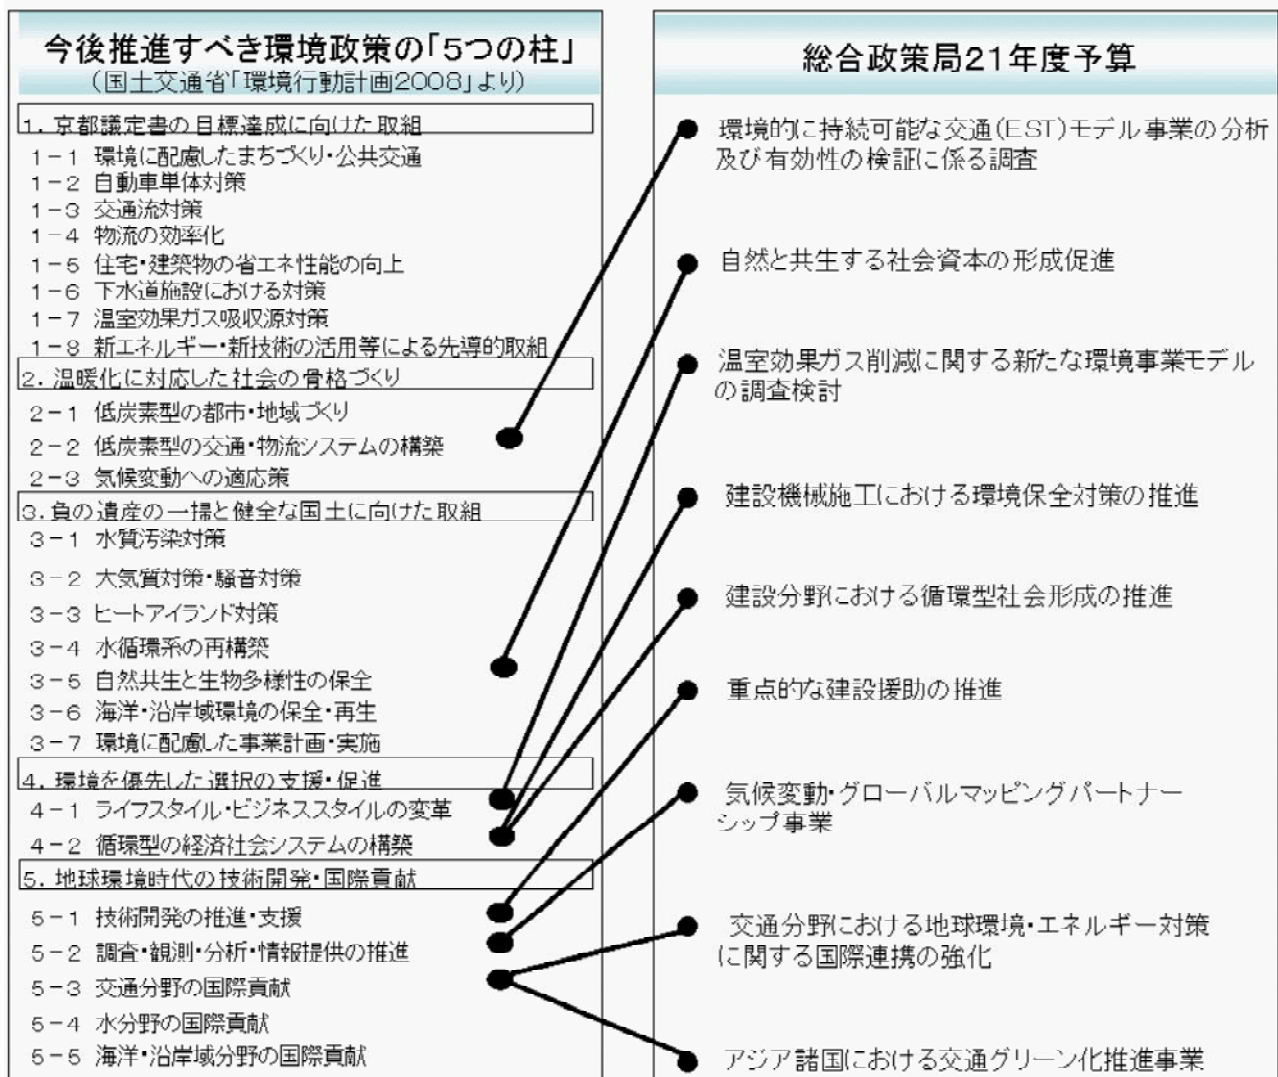 今後推進すべき環境政策の「5つの柱」
（国土交通省「環境行動計画2008」より）
1．京都議定書の目標達成に向けた取組
1－1 環境に配慮したまちづくり・公共交通
1－2 自動車単体対策
1－3 交通流対策
1－4 物流の効率化
1－5 住宅・建築物の省エネ性能の向上
1－6 下水道施設における対策
1－7 温室効果ガス吸収源対策
1－8 新エネルギー・新技術の活用等による先導的取組
2．温暖化に対応した社会の骨格づくり
2－1 低炭素型の都市・地域づくり
2－2 低炭素型の交通・物流システムの構築
2－3 気候変動への適応策
3．負の遺産の一掃と健全な国土に向けた取組
3－1 水質汚染対策
3－2 大気質対策・騒音対策
3－3 ヒートアイランド対策
3－4 水循環系の再構築
3－5 自然共生と生物多様性の保全
3－6 海洋・沿岸域環境の保全・再生
3－7 環境に配慮した事業計画・実施
4．環境を優先した選択の支援・促進
4－1 ライフスタイル・ビジネススタイルの変革
4－2 循環型の経済社会システムの構築
5．地球環境時代の技術開発・国際貢献
5－1 技術開発の推進・支援
5－2 調査・観測・分析・情報提供の推進
5－3 交通分野の国際貢献
5－4 水分野の国際貢献
5－5 海洋・沿岸域分野の国際貢献
総合政策局21年度予算
環境的に持続可能な交通（EST）モデル事業の分析
及び有効性の検証に係る調査
自然と共生する社会資本の形成促進
温室効果ガス削減に関する新たな環境事業モデル
の調査検討
建設機械施工における環境保全対策の推進
建設分野における循環型社会形成の推進
重点的な建設援助の推進
気候変動・グローバルマッピングパートナー
シップ事業
交通分野における地球環境・エネルギー対策
に関する国際連携の強化
アジア諸国における交通グリーン化推進事業